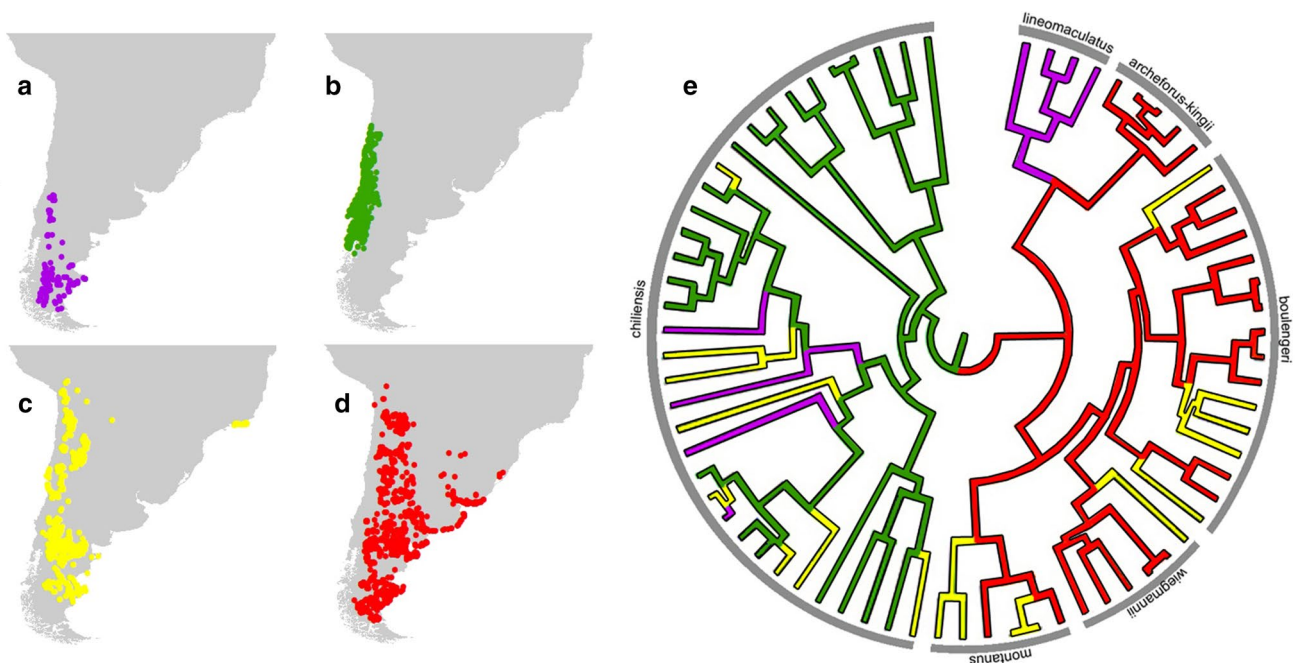 a
b
c
d
e
lineomaculatus
archeforus-kingii
boulengeri
wiegmannii
montanus
chiliensis